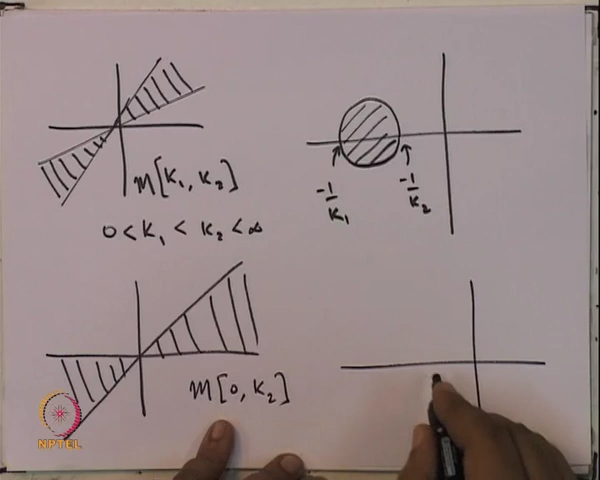 M[K₁, K₂]
0 < K₁ < K₂ < ∞
-1/K₁
-1/K₂
M[0, K₂]
NPTEL